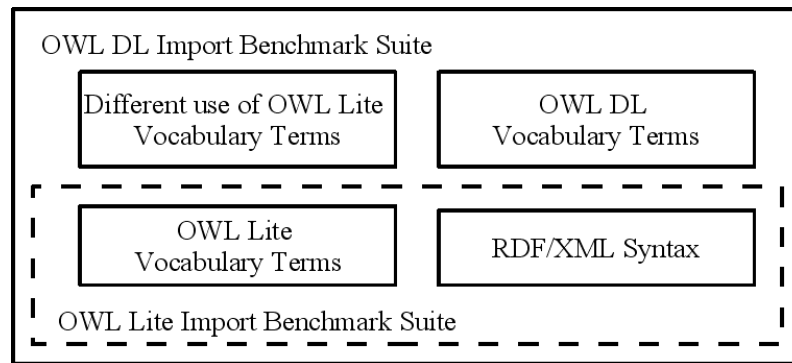 OWL DL Import Benchmark Suite
Different use of OWL Lite
Vocabulary Terms
OWL DL
Vocabulary Terms
OWL Lite
Vocabulary Terms
RDF/XML Syntax
OWL Lite Import Benchmark Suite